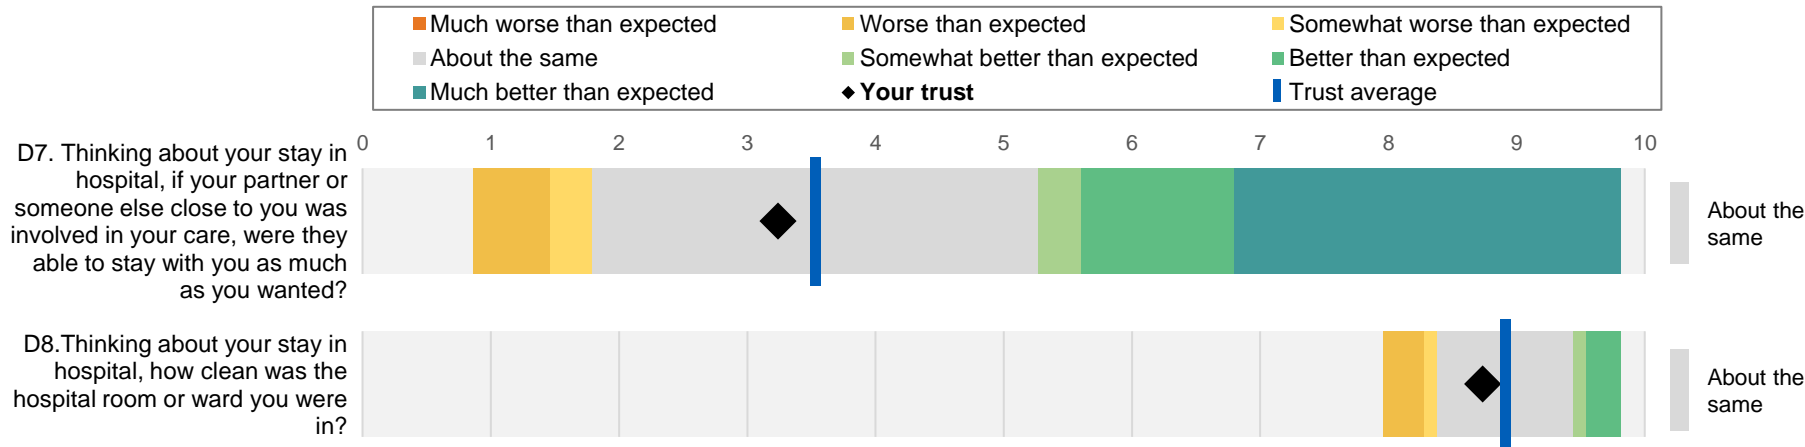 Much worse than expected Worse than expected Somewhat worse than expected
About the same Somewhat better than expected Better than expected
Much better than expected Your trust Trust average
0 1 2 3 4 5 6 7 8 9 10
D7. Thinking about your stay in
hospital, if your partner or
someone else close to you was
involved in your care, were they
able to stay with you as much
as you wanted?
About the
same
D8.Thinking about your stay in
hospital, how clean was the
hospital room or ward you were
in?
About the
same